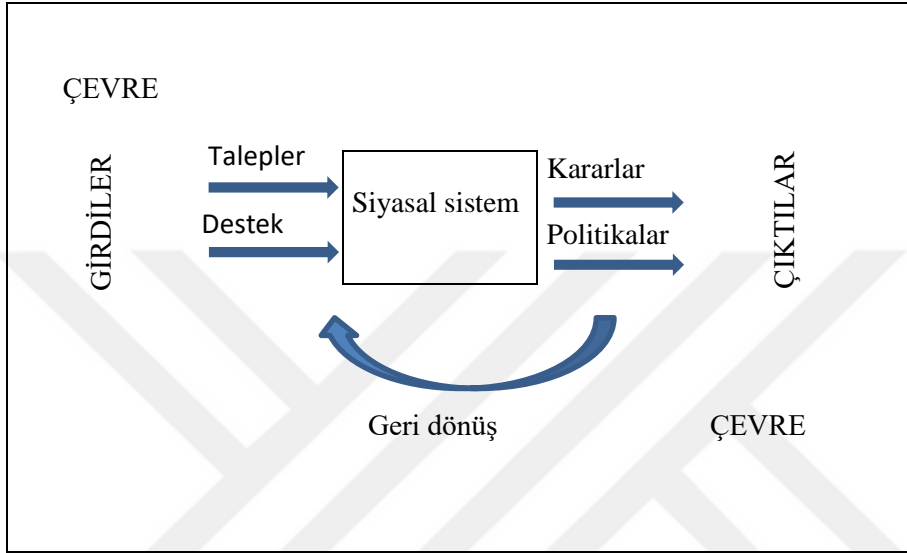 ÇEVRE
GİRDİLER
Talepler
Destek
Siyasal sistem
Kararlar
Politikalar
ÇIKTILAR
Geri dönüş
ÇEVRE